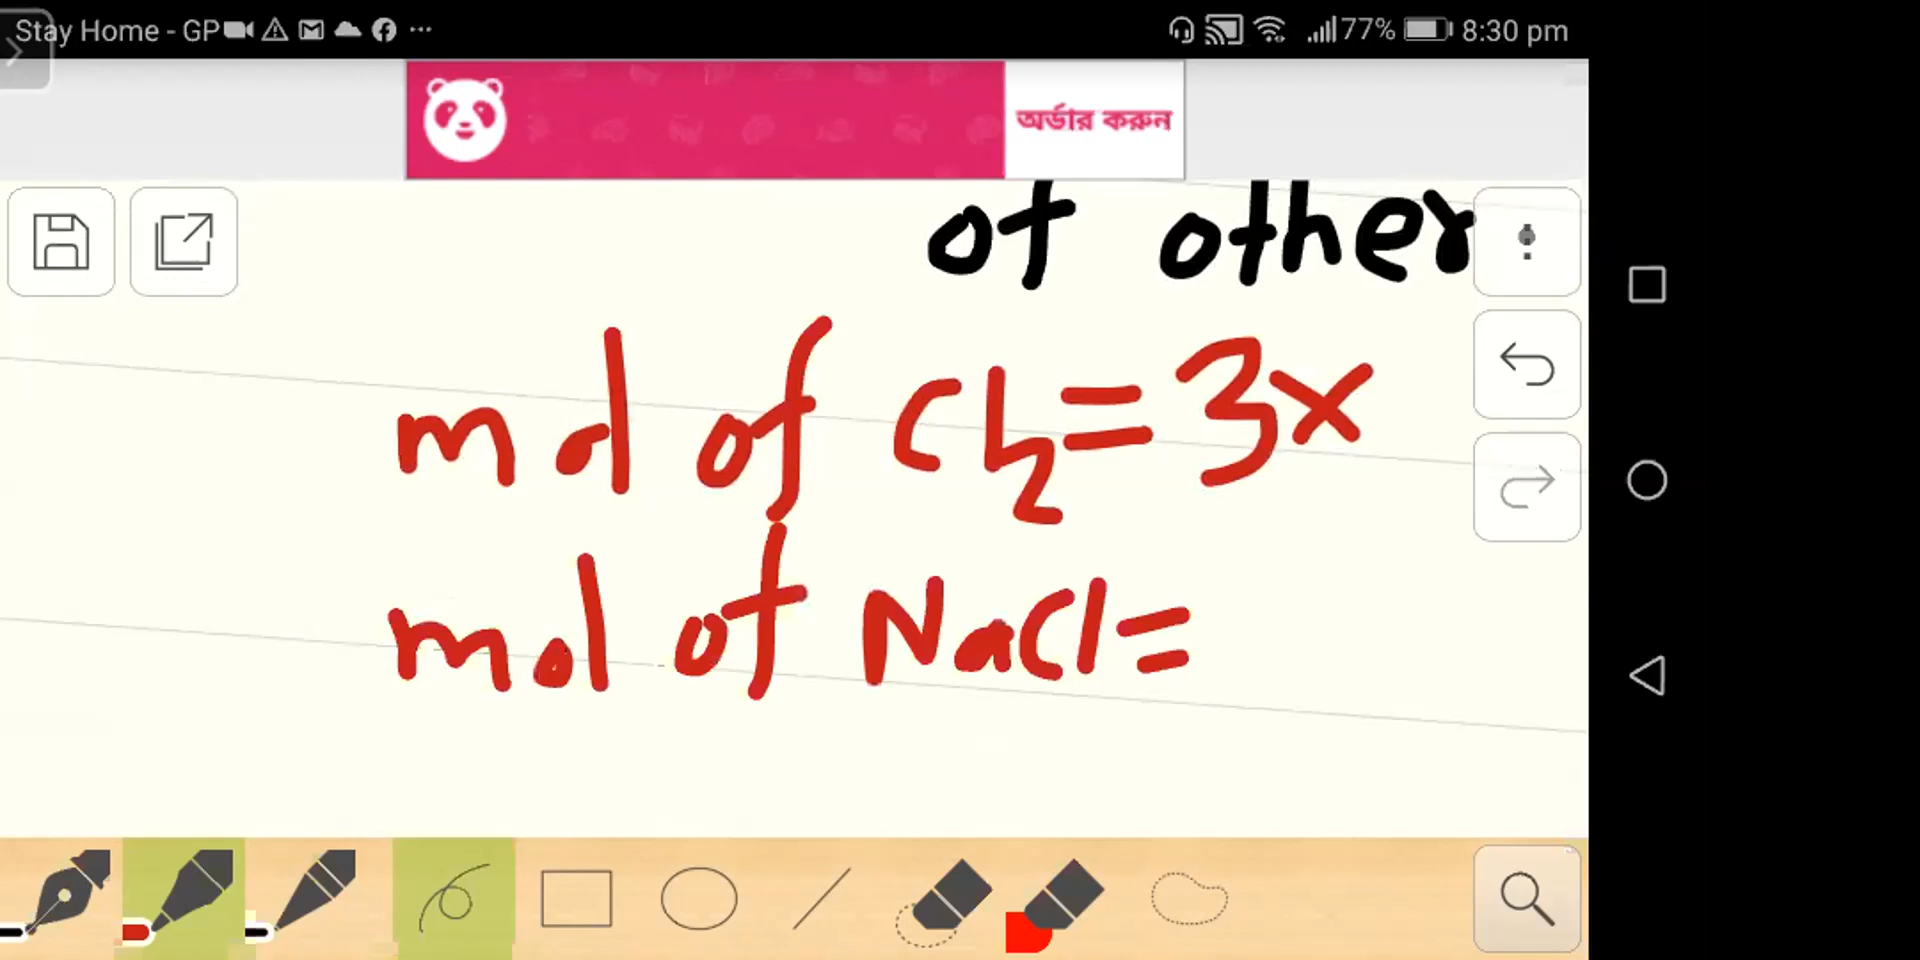 Stay Home - GP 77% 8:30 pm
অর্ডার করুন
of other
mol of Cl2 = 3x
mol of NaCl =